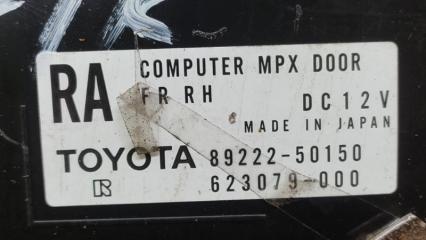 RA COMPUTER MPX DOOR
FR RH
DC12V
MADE IN JAPAN
TOYOTA 89222-50150
R 623079-000